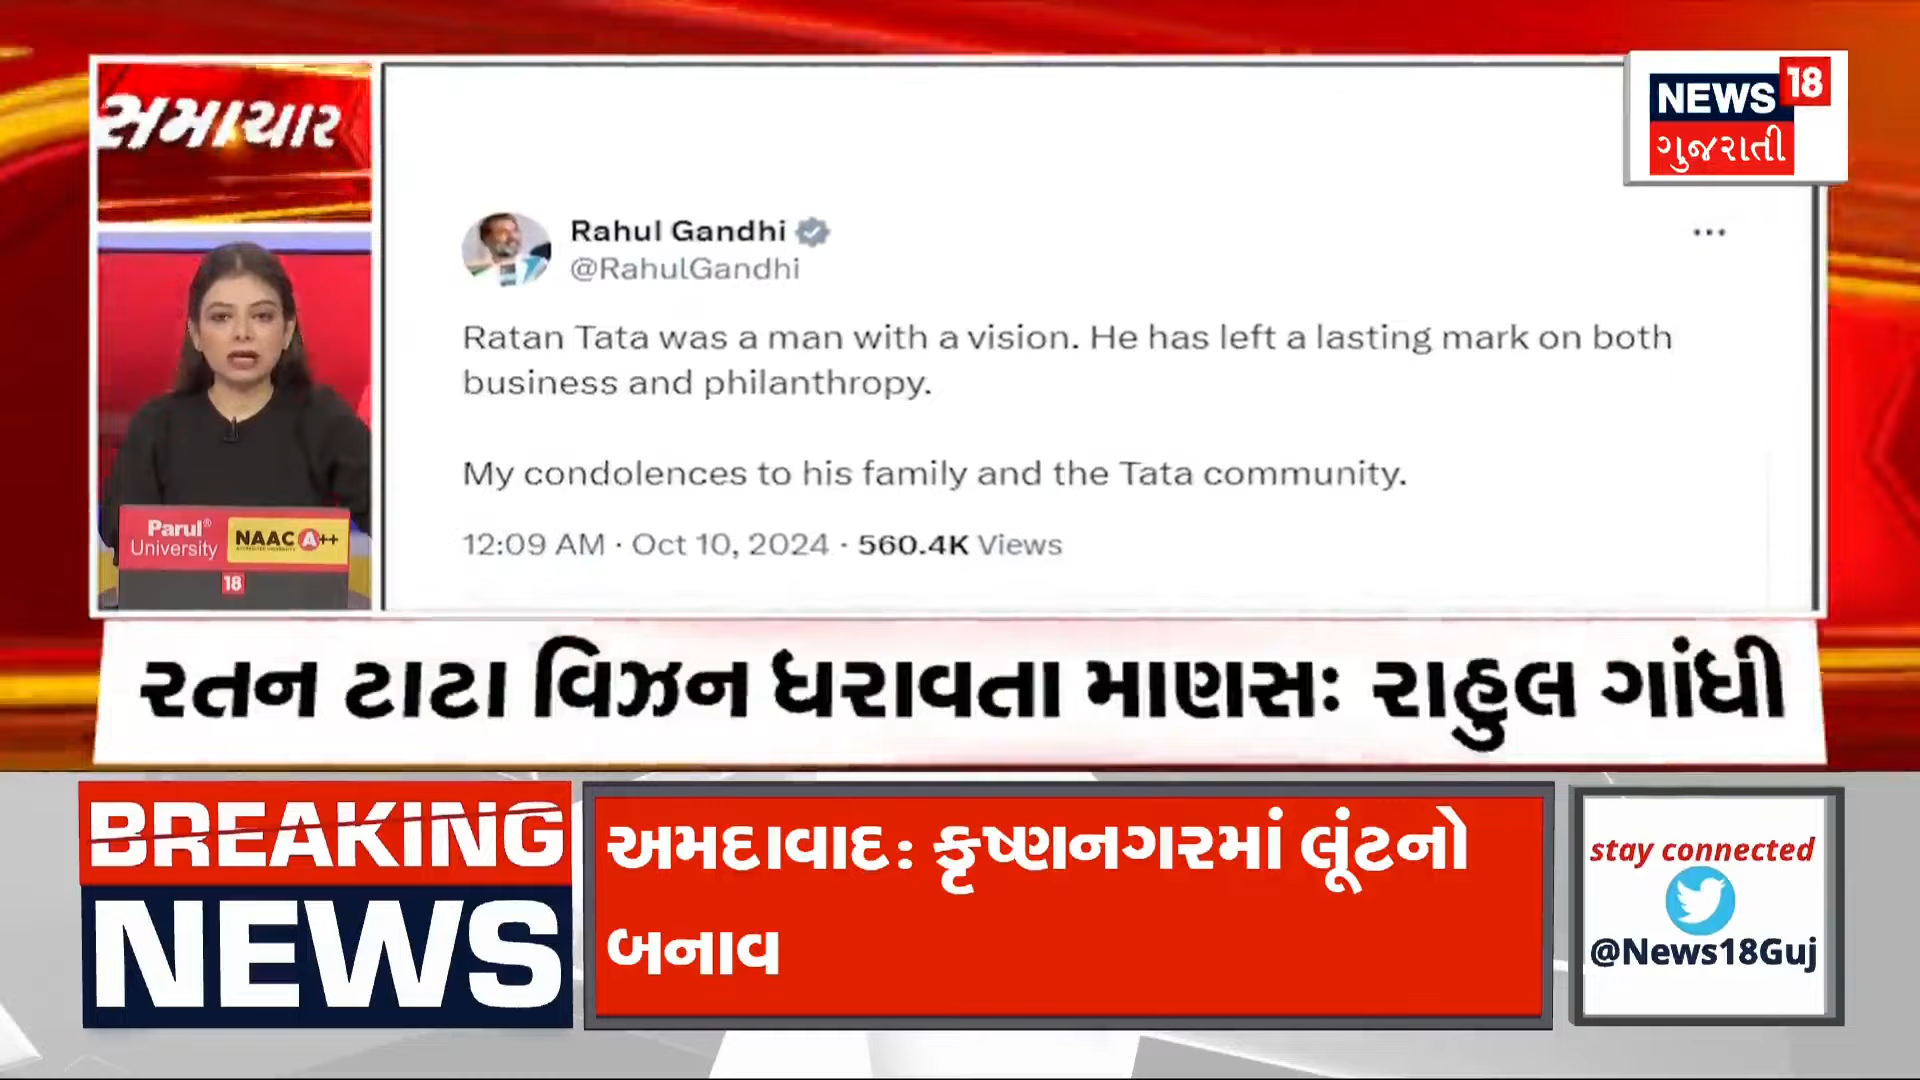 સમાચાર
NEWS 18
ગુજરાતી
Rahul Gandhi
@RahulGandhi
...
Ratan Tata was a man with a vision. He has left a lasting mark on both
business and philanthropy.
My condolences to his family and the Tata community.
12:09 AM · Oct 10, 2024 · 560.4K Views
Parul®
University
NAAC A++
18
રતન ટાટા વિઝન ધરાવતા માણસઃ રાહુલ ગાંધી
BREAKING
NEWS
અમદાવાદ: કૃષ્ણનગરમાં લૂંટનો
બનાવ
stay connected
@News18Guj